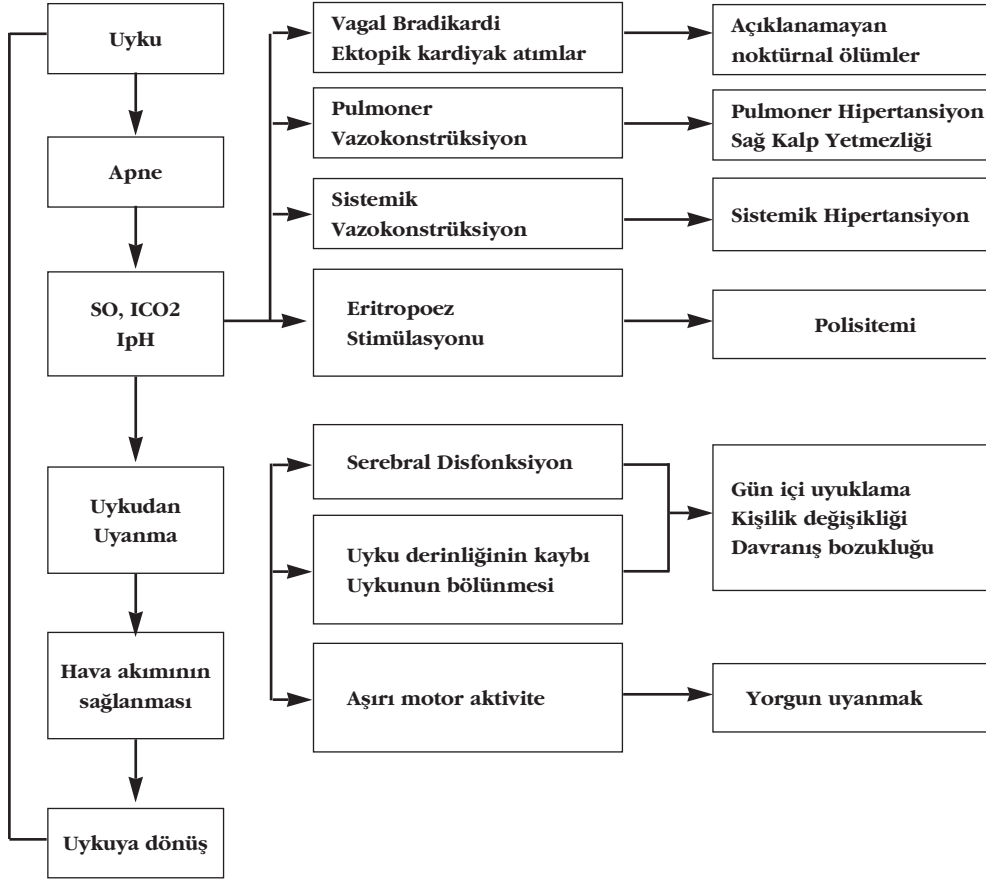 Uyku
Apne
SO, ICO2
IpH
Uykudan
Uyanma
Hava akımının
sağlanması
Uykuya dönüş
Vagal Bradikardi
Ektopik kardiyak atımlar
Pulmoner
Vazokonstrüksiyon
Sistemik
Vazokonstrüksiyon
Eritropoez
Stimülasyonu
Serebral Disfonksiyon
Uyku derinliğinin kaybı
Uykunun bölünmesi
Aşırı motor aktivite
Açıklanamayan
noktürnal ölümler
Pulmoner Hipertansiyon
Sağ Kalp Yetmezliği
Sistemik Hipertansiyon
Polisitemi
Gün içi uyuklama
Kişilik değişikliği
Davranış bozukluğu
Yorgun uyanmak